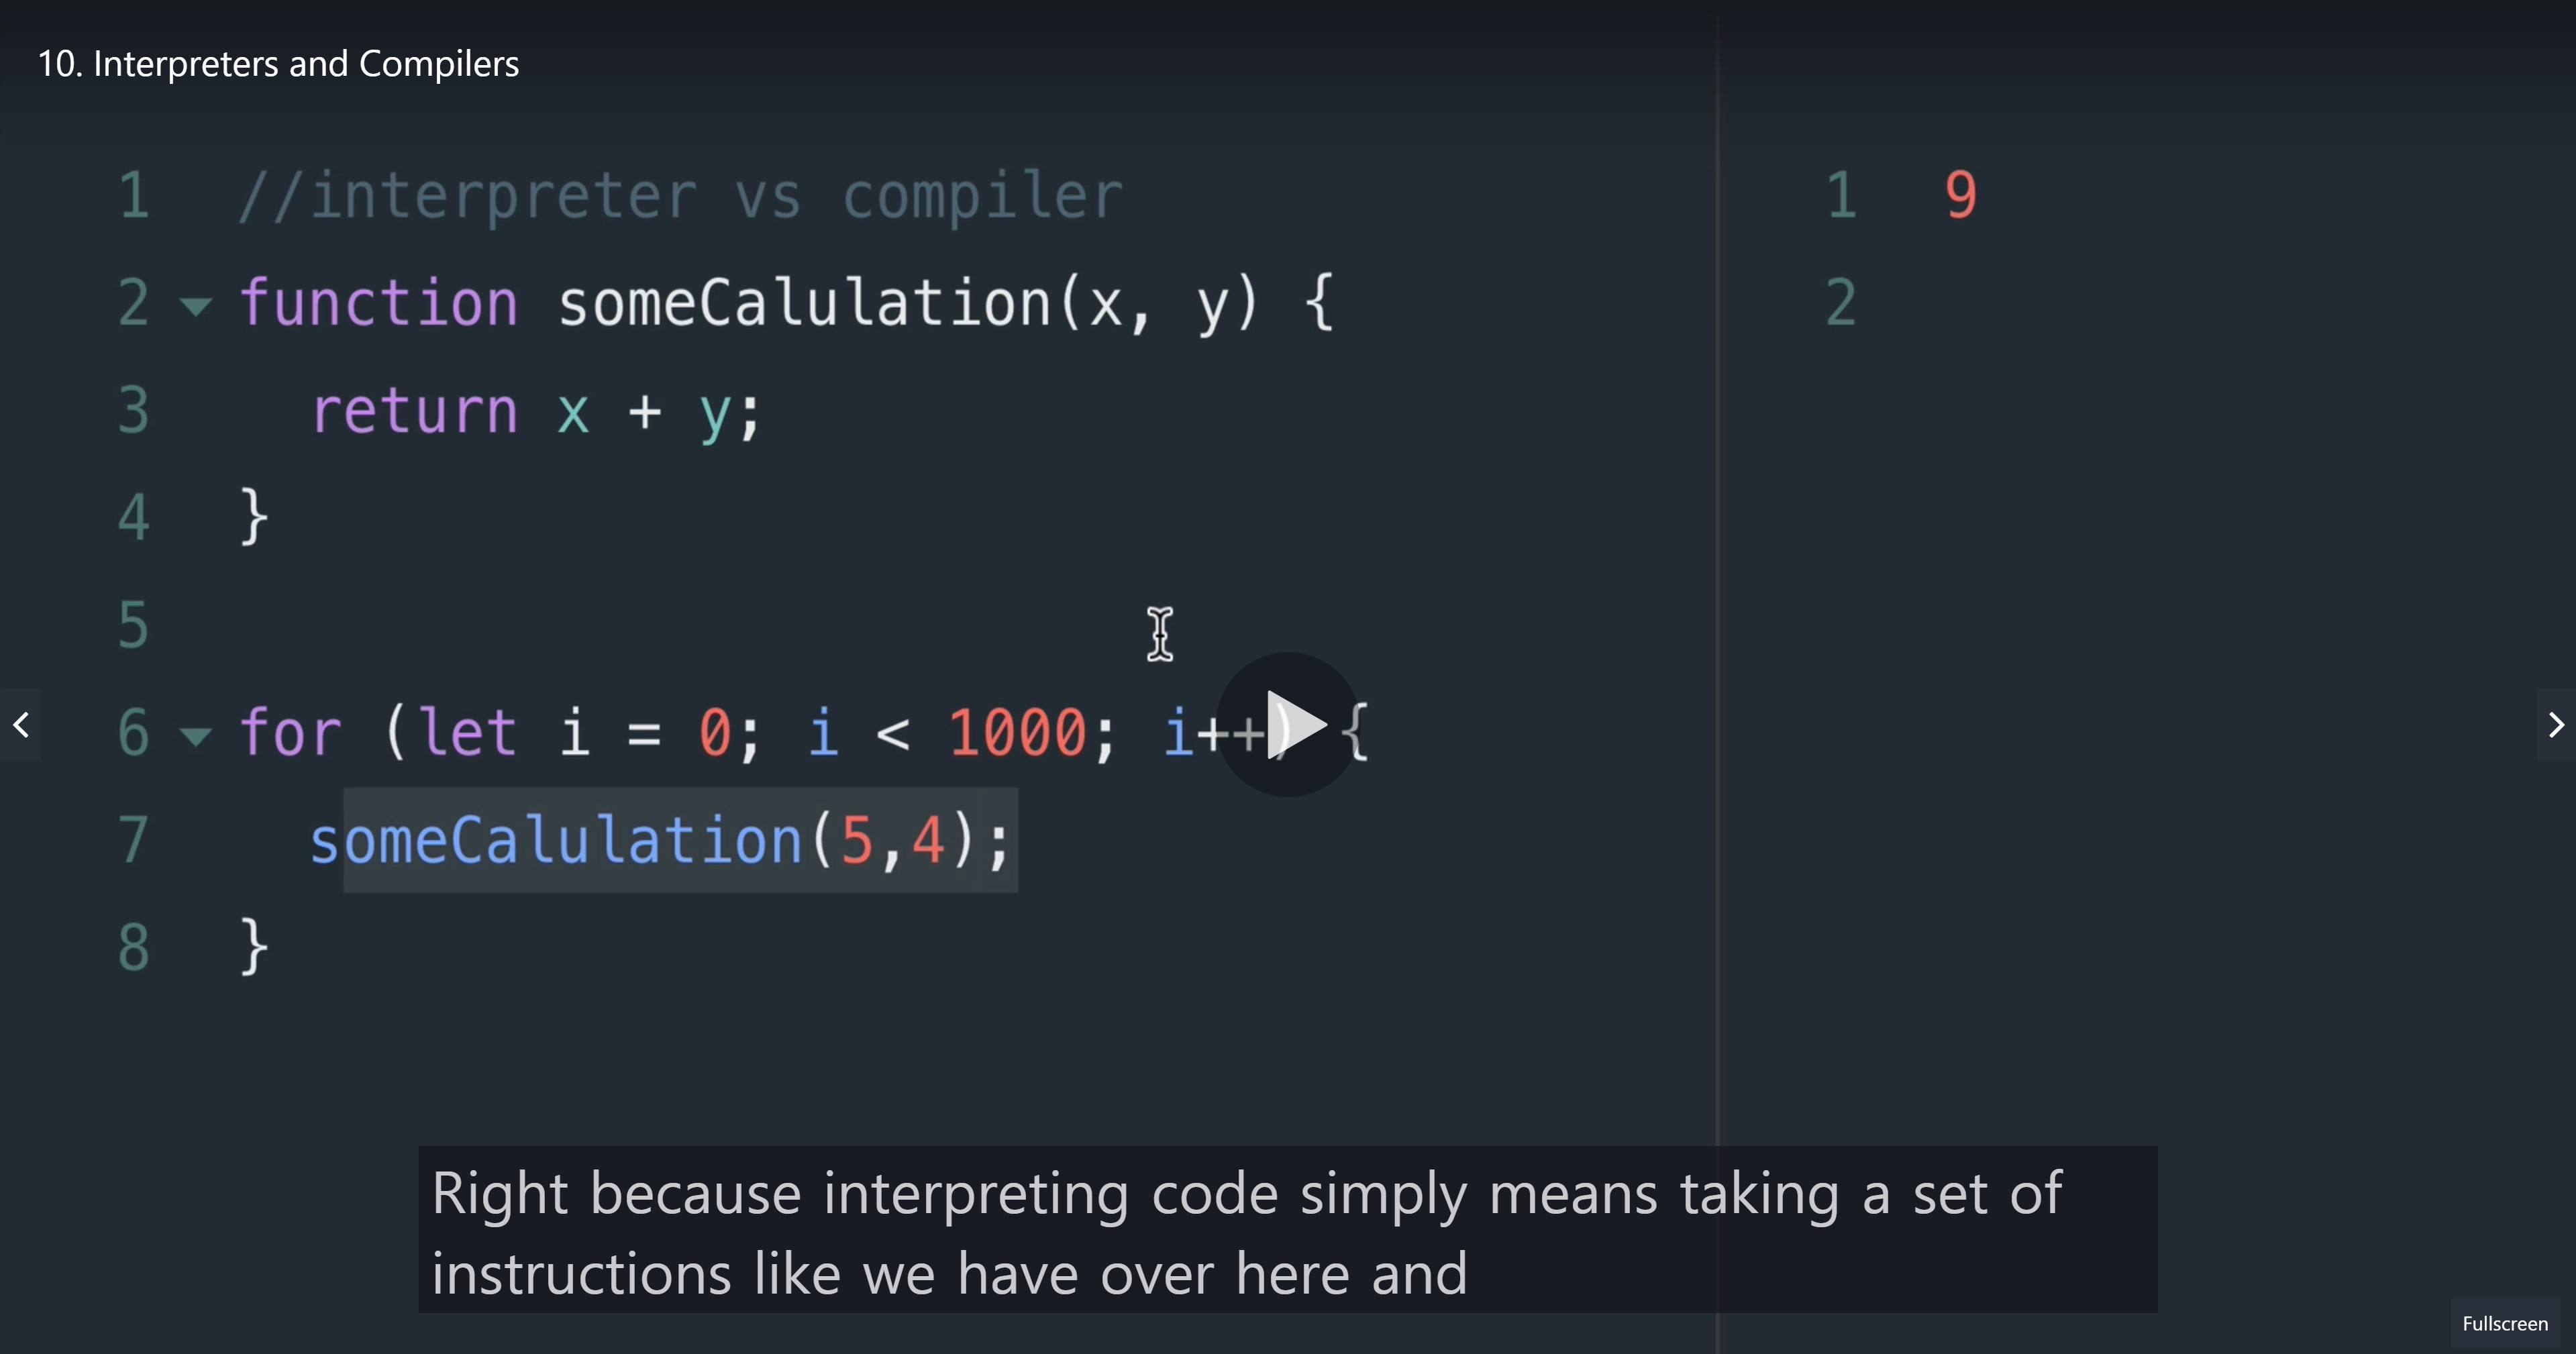 10. Interpreters and Compilers
1 //interpreter vs compiler
2 function someCalulation(x, y) {
3 return x + y;
4 }
5
6 for (let i = 0; i < 1000; i++) {
7 someCalulation(5,4);
8 }
1 9
2
Right because interpreting code simply means taking a set of
instructions like we have over here and
Fullscreen